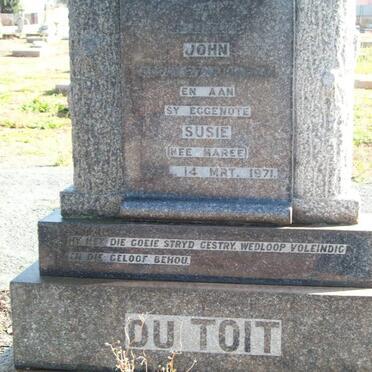 JOHN
EN AAN
SY EGGENOTE
SUSIE
(NEE MAREE)
14 MRT. 1971.
HY HET DIE GOEIE STRYD GESTRY, WEDLOOP VOLEINDIG
EN DIE GELOOF BEHOU.
DU TOIT